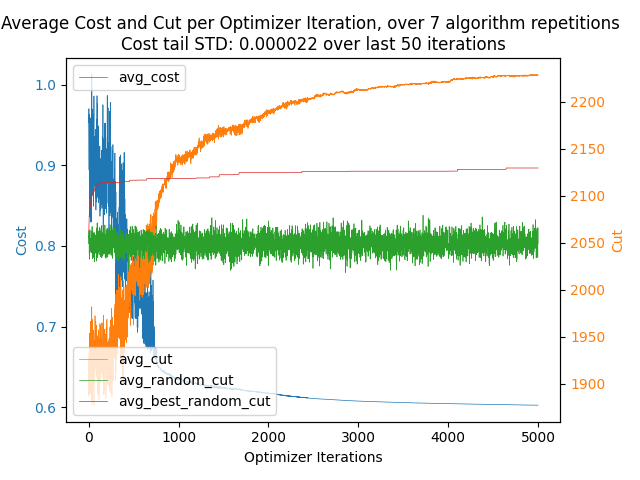 Average Cost and Cut per Optimizer Iteration, over 7 algorithm repetitions
Cost tail STD: 0.000022 over last 50 iterations
avg_cost
1.0
0.9
0.8
0.7
0.6
Cost
2200
2150
2100
2050
2000
1950
1900
Cut
avg_cut
avg_random_cut
avg_best_random_cut
0 1000 2000 3000 4000 5000
Optimizer Iterations